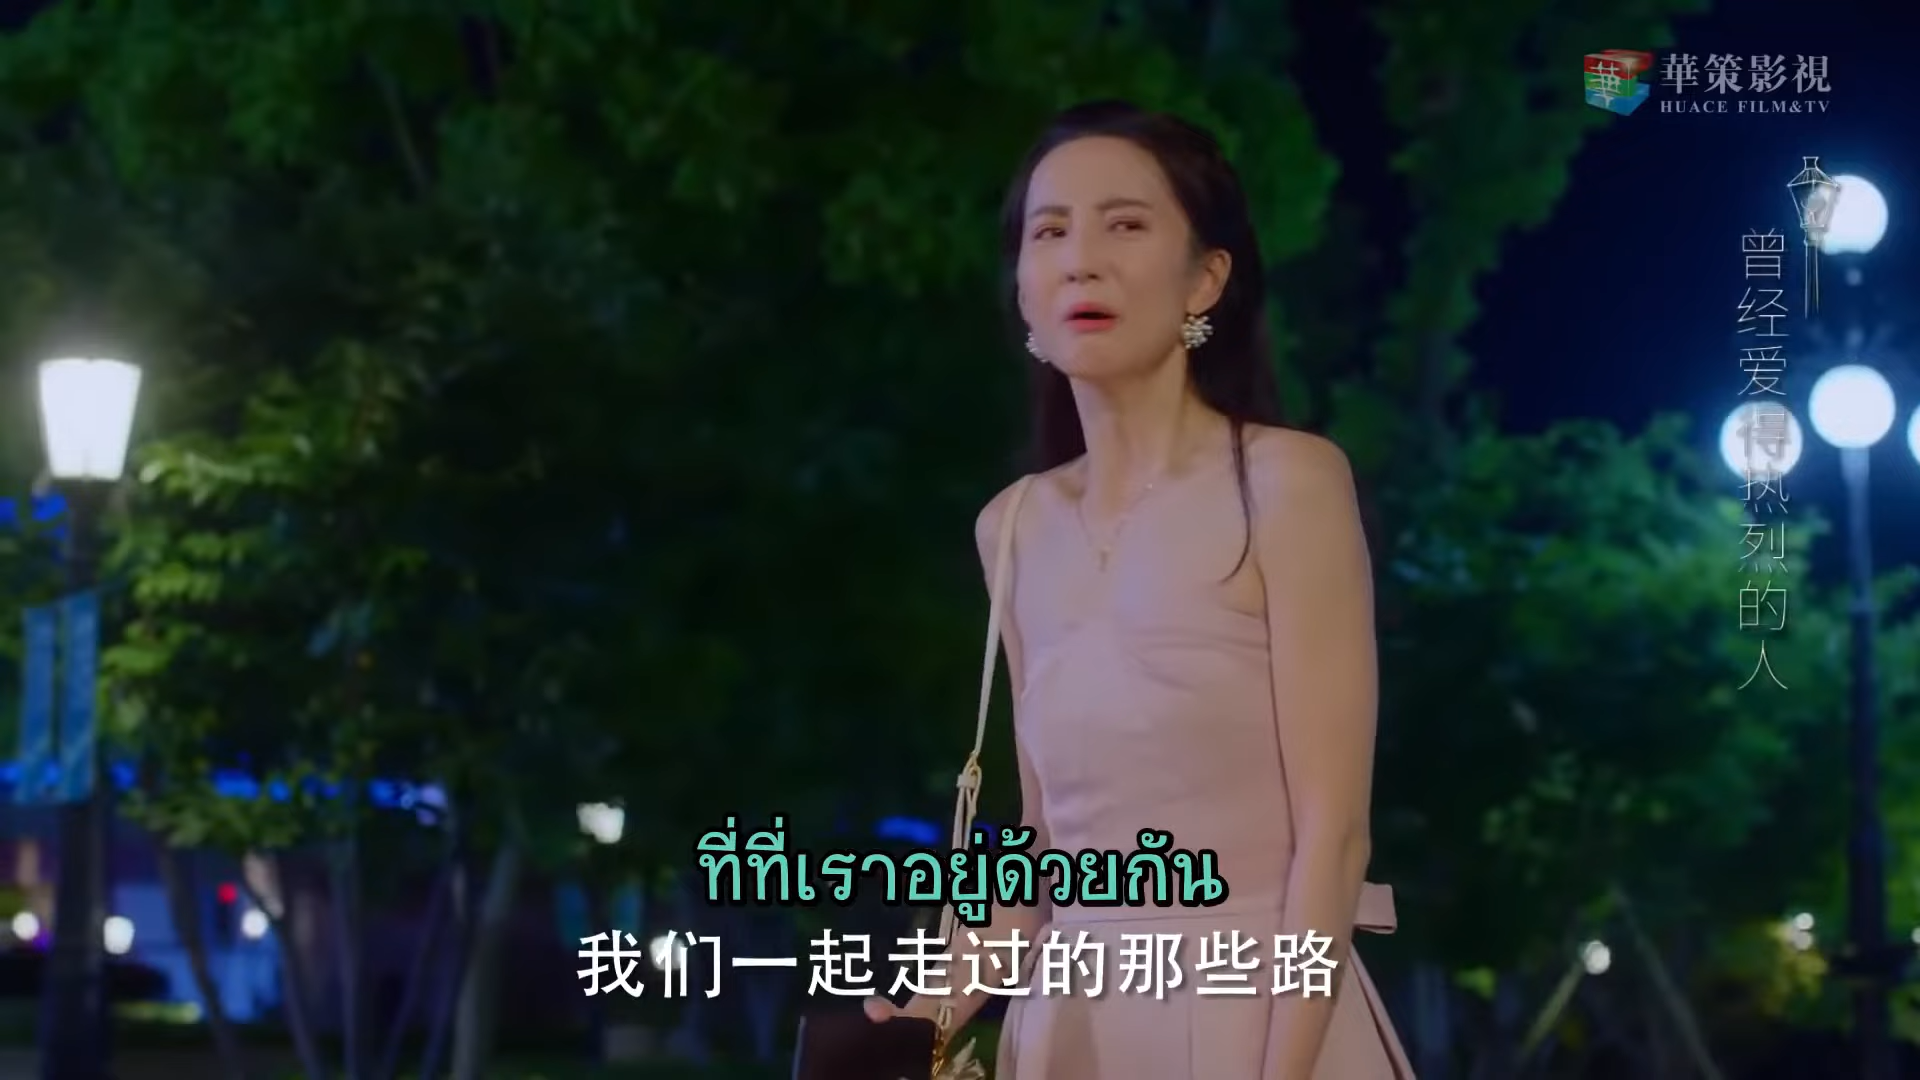 華策影視
HUACE FILM&TV
曾经爱得热烈的人
ที่ที่เราอยู่ด้วยกัน
我们一起走过的那些路